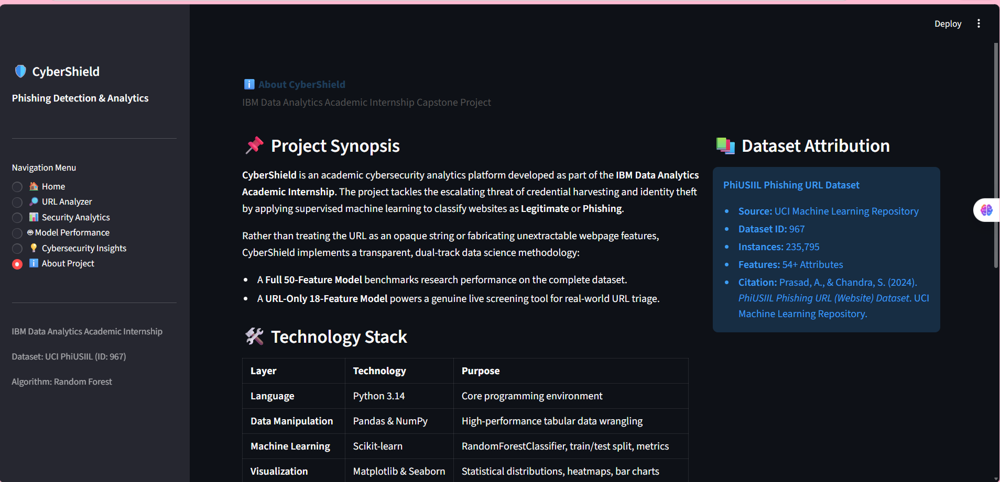 Deploy
CyberShield
Phishing Detection & Analytics
Navigation Menu
Home
URL Analyzer
Security Analytics
Model Performance
Cybersecurity Insights
About Project
IBM Data Analytics Academic Internship
Dataset: UCI PhiUSIIL (ID: 967)
Algorithm: Random Forest
About CyberShield
IBM Data Analytics Academic Internship Capstone Project
Project Synopsis
CyberShield is an academic cybersecurity analytics platform developed as part of the IBM Data Analytics
Academic Internship. The project tackles the escalating threat of credential harvesting and identity theft
by applying supervised machine learning to classify websites as Legitimate or Phishing.
Rather than treating the URL as an opaque string or fabricating unextractable webpage features,
CyberShield implements a transparent, dual-track data science methodology:
• A Full 50-Feature Model benchmarks research performance on the complete dataset.
• A URL-Only 18-Feature Model powers a genuine live screening tool for real-world URL triage.
Technology Stack
Layer Technology Purpose
Language Python 3.14 Core programming environment
Data Manipulation Pandas & NumPy High-performance tabular data wrangling
Machine Learning Scikit-learn RandomForestClassifier, train/test split, metrics
Visualization Matplotlib & Seaborn Statistical distributions, heatmaps, bar charts
Dataset Attribution
PhiUSIIL Phishing URL Dataset
• Source: UCI Machine Learning Repository
• Dataset ID: 967
• Instances: 235,795
• Features: 54+ Attributes
• Citation: Prasad, A., & Chandra, S. (2024).
PhiUSIIL Phishing URL (Website) Dataset. UCI
Machine Learning Repository.